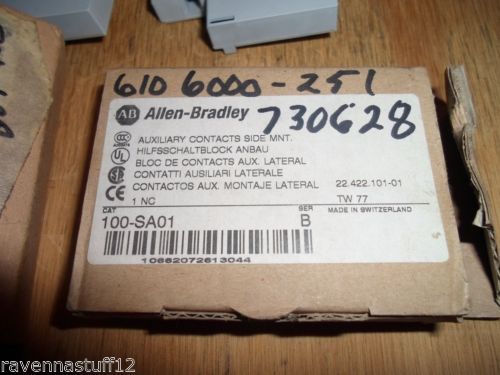 610 6000-251
AB Allen-Bradley
730628
AUXILIARY CONTACTS SIDE MNT.
HILFSSCHALTBLOCK ANBAU
BLOC DE CONTACTS AUX. LATERAL
CONTATTI AUSILIARI LATERALE
CONTACTOS AUX. MONTAJE LATERAL 22.422.101-01
1 NC TW 77
CAT SER MADE IN SWITZERLAND
100-SA01 B
10662072613044
ravennastuff12 ravennastuff12